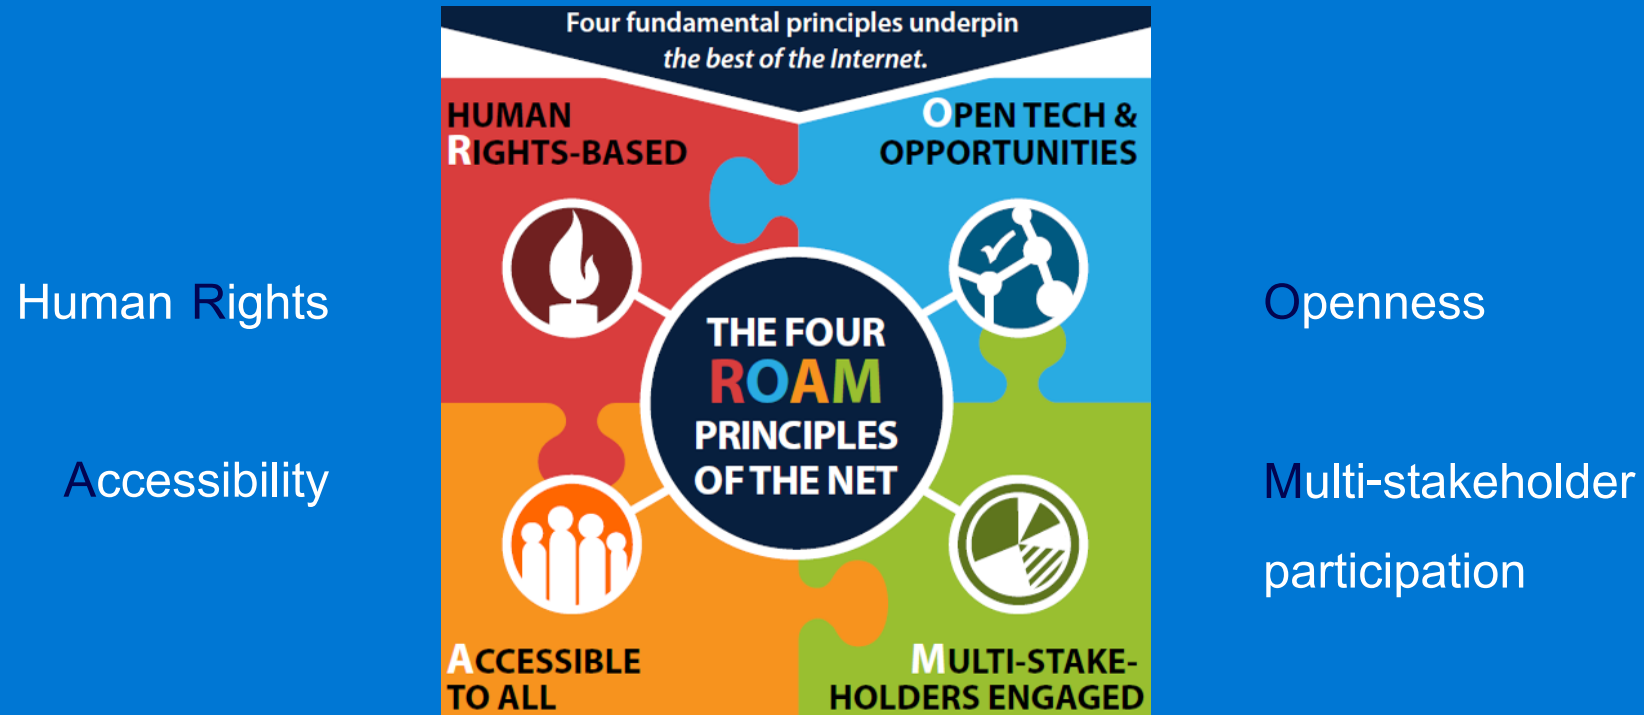 Four fundamental principles underpin
the best of the Internet.
HUMAN
RIGHTS-BASED
OPEN TECH &
OPPORTUNITIES
THE FOUR
ROAM
PRINCIPLES
OF THE NET
ACCESSIBLE
TO ALL
MULTI-STAKE-
HOLDERS ENGAGED
Human Rights
Accessibility
Openness
Multi-stakeholder
participation